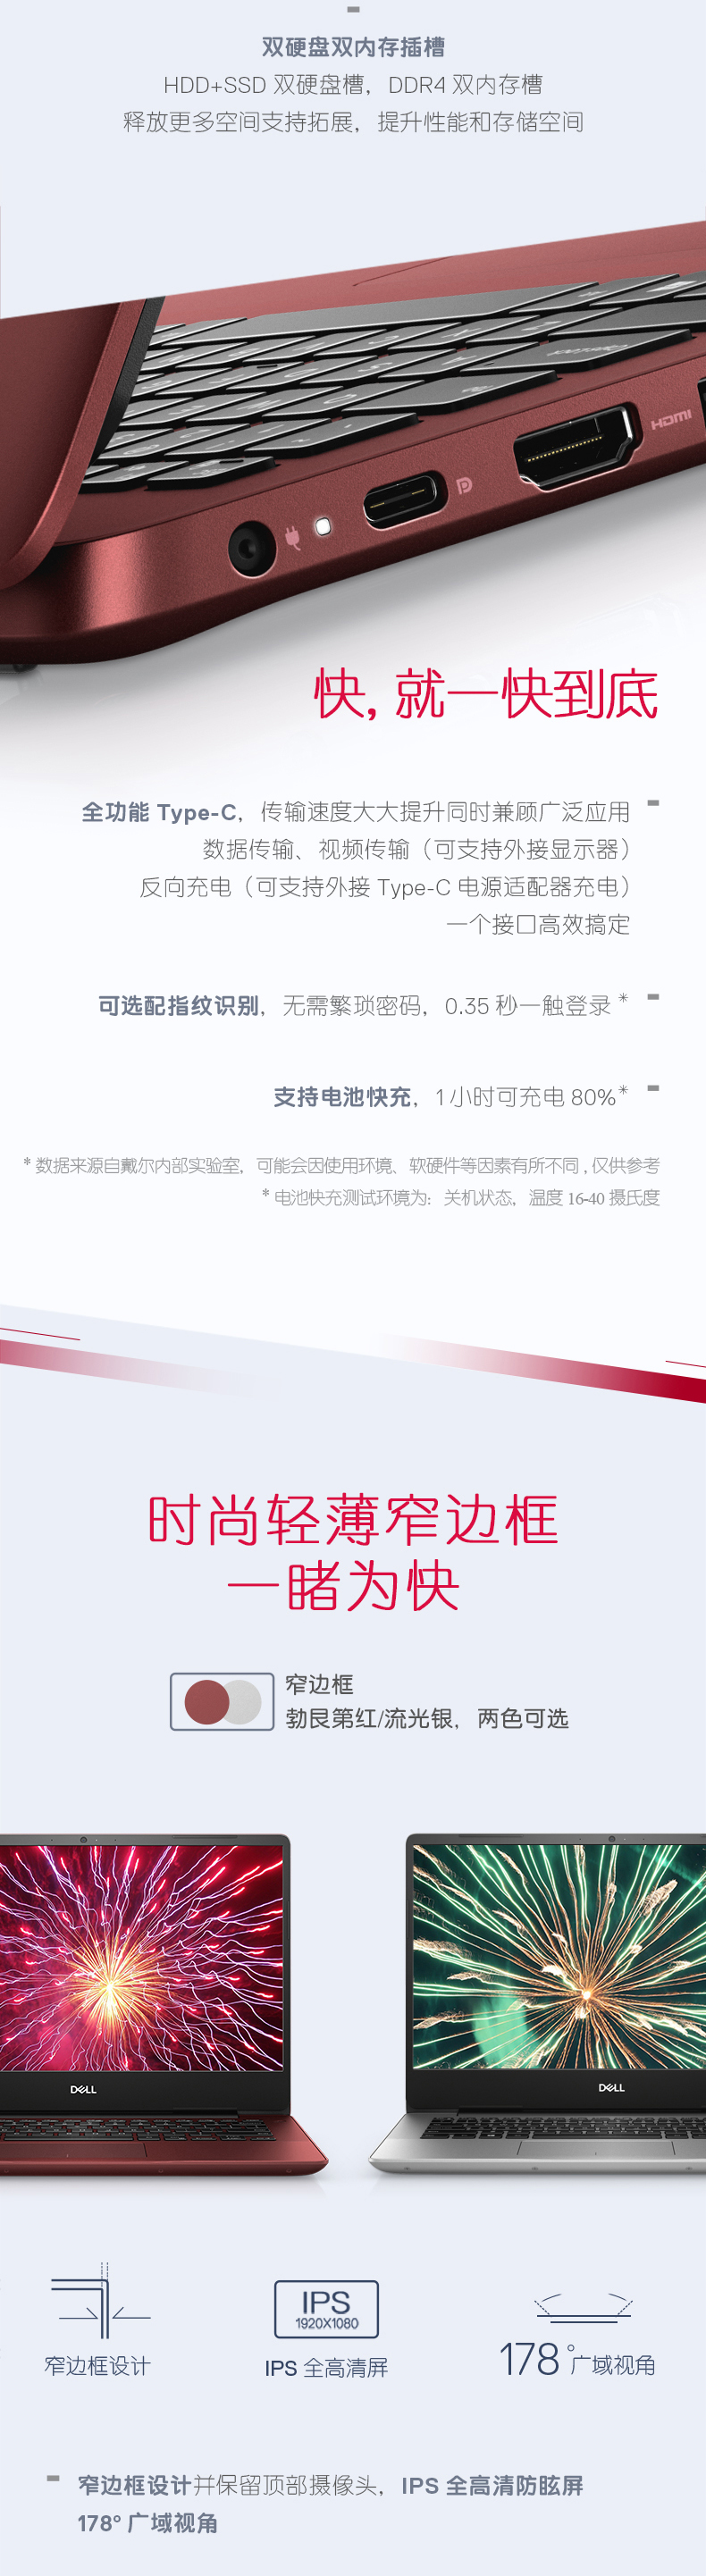 双硬盘双内存插槽
HDD+SSD 双硬盘槽，DDR4 双内存槽
释放更多空间支持拓展，提升性能和存储空间
HDMI
快，就一快到底
全功能 Type-C，传输速度大大提升同时兼顾广泛应用
数据传输、视频传输（可支持外接显示器）
反向充电（可支持外接 Type-C 电源适配器充电）
一个接口高效搞定
可选配指纹识别，无需繁琐密码，0.35 秒一触登录 *
支持电池快充，1 小时可充电 80%*
* 数据来源自戴尔内部实验室，可能会因使用环境、软硬件等因素有所不同 , 仅供参考
* 电池快充测试环境为：关机状态，温度 16-40 摄氏度
时尚轻薄窄边框
一睹为快
窄边框
勃艮第红/流光银，两色可选
DELL
DELL
IPS
1920X1080
窄边框设计
IPS 全高清屏
178°广域视角
窄边框设计并保留顶部摄像头，IPS 全高清防眩屏
178° 广域视角